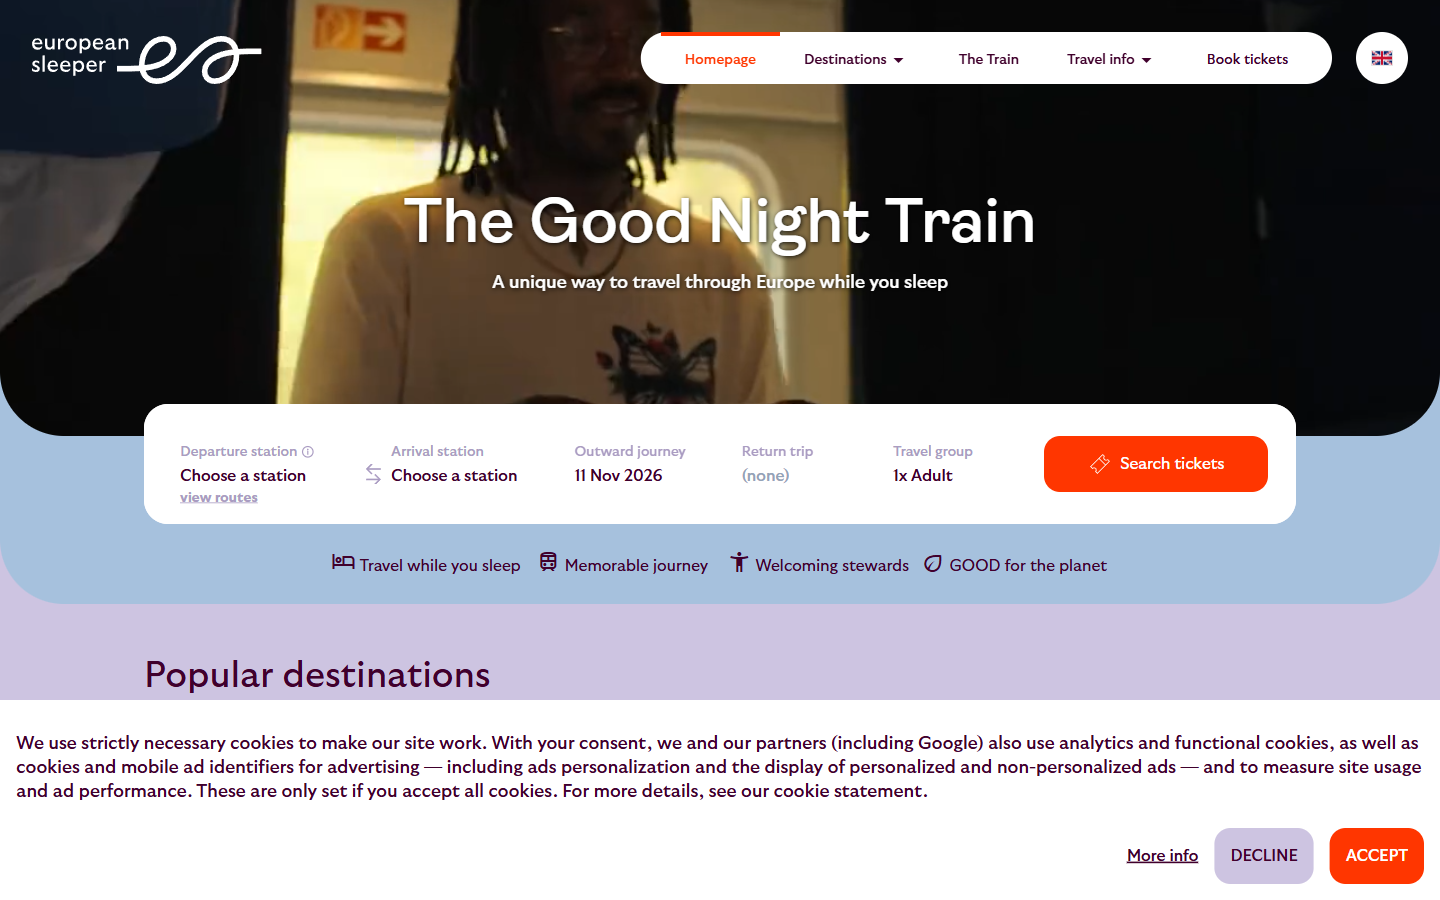 european
sleeper
Homepage
Destinations
The Train
Travel info
Book tickets
The Good Night Train
A unique way to travel through Europe while you sleep
Departure station
Choose a station
view routes
Arrival station
Choose a station
Outward journey
11 Nov 2026
Return trip
(none)
Travel group
1x Adult
Search tickets
Travel while you sleep
Memorable journey
Welcoming stewards
GOOD for the planet
Popular destinations
We use strictly necessary cookies to make our site work. With your consent, we and our partners (including Google) also use analytics and functional cookies, as well as
cookies and mobile ad identifiers for advertising — including ads personalization and the display of personalized and non-personalized ads — and to measure site usage
and ad performance. These are only set if you accept all cookies. For more details, see our cookie statement.
More info
DECLINE
ACCEPT